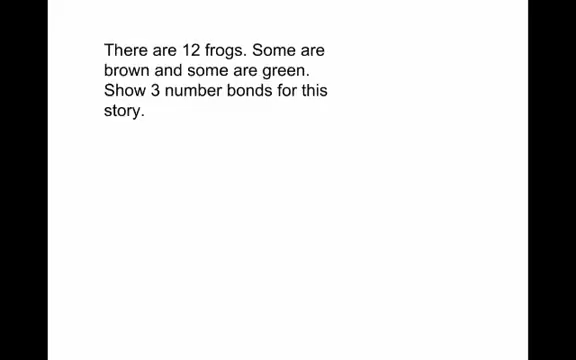 There are 12 frogs. Some are
brown and some are green.
Show 3 number bonds for this
story.